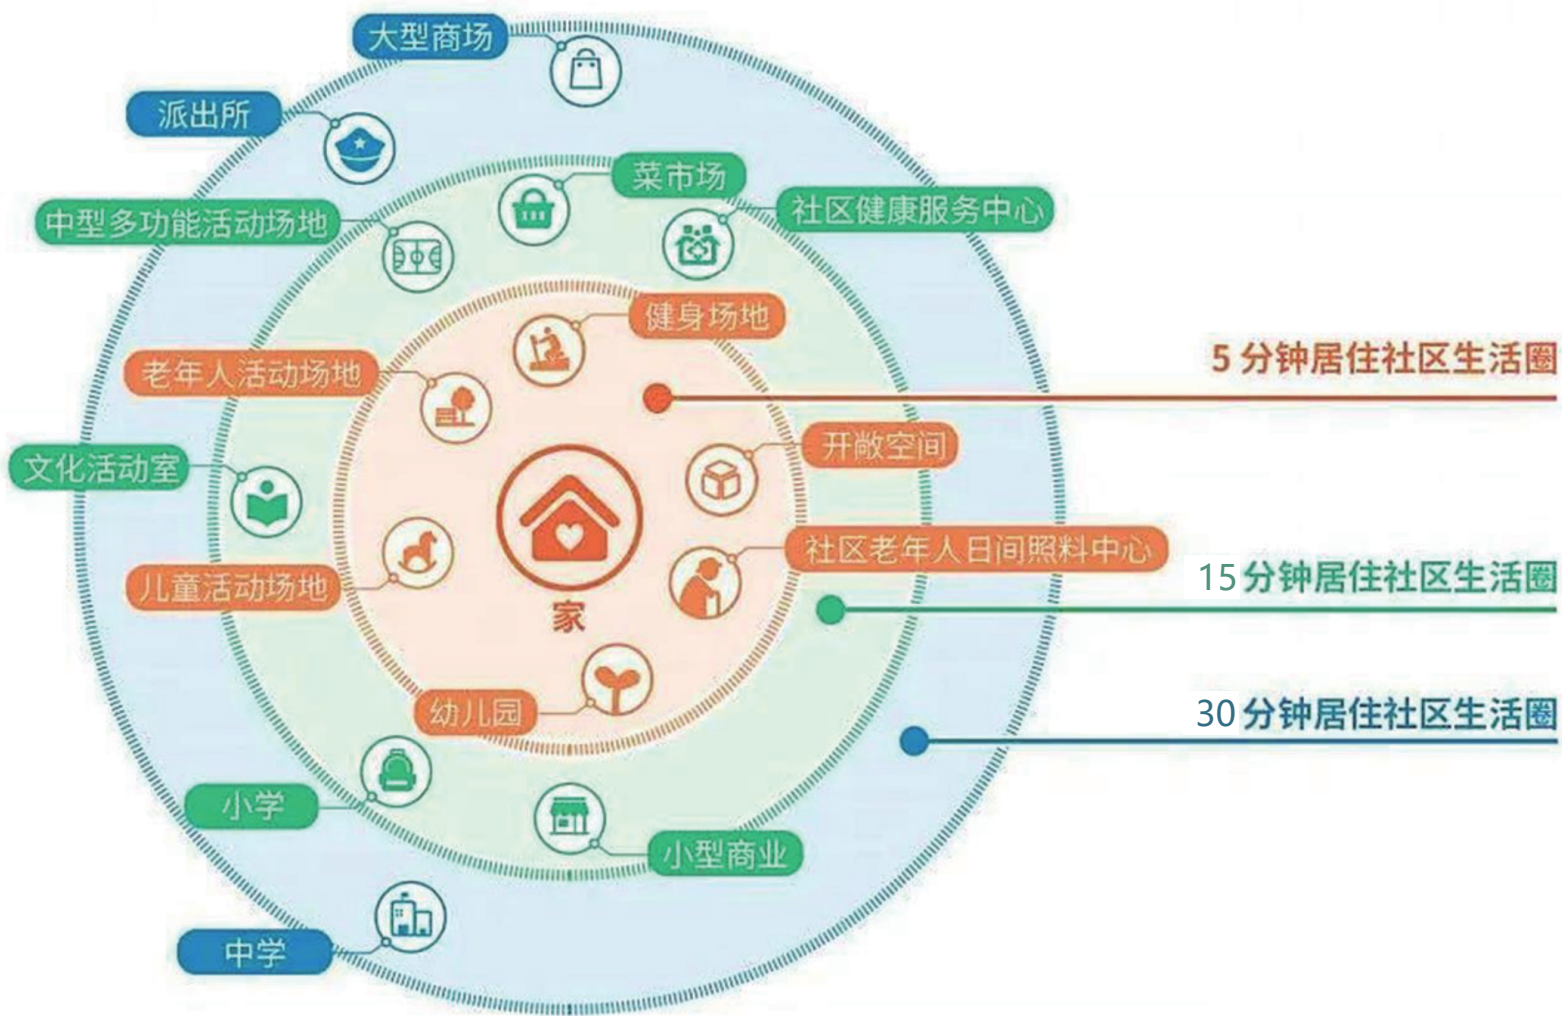 大型商场
派出所
菜市场
社区健康服务中心
中型多功能活动场地
健身场地
5 分钟居住社区生活圈
老年人活动场地
开敞空间
文化活动室
社区老年人日间照料中心
15 分钟居住社区生活圈
儿童活动场地
家
幼儿园
30 分钟居住社区生活圈
小学
小型商业
中学